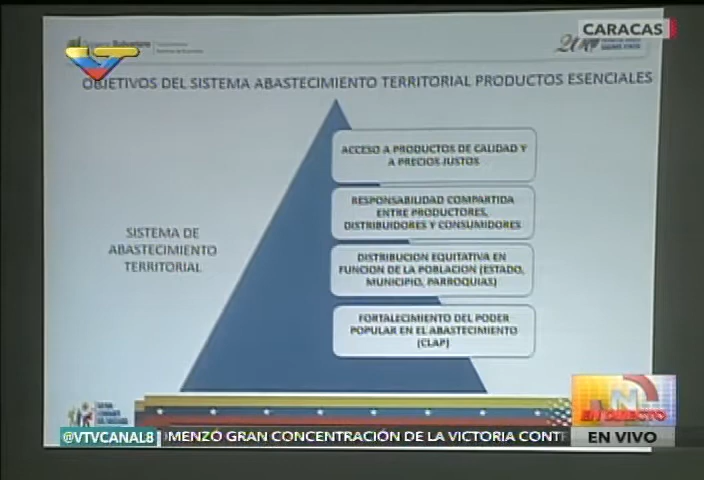 CARACAS
Bolivariano
OBJETIVOS DEL SISTEMA ABASTECIMIENTO TERRITORIAL PRODUCTOS ESENCIALES
ACCESO A PRODUCTOS DE CALIDAD Y
A PRECIOS JUSTOS
RESPONSABILIDAD COMPARTIDA
ENTRE PRODUCTORES,
DISTRIBUIDORES Y CONSUMIDORES
SISTEMA DE
ABASTECIMIENTO
TERRITORIAL
DISTRIBUCION EQUITATIVA EN
FUNCION DE LA POBLACION (ESTADO,
MUNICIPIO, PARROQUIAS)
FORTALECIMIENTO DEL PODER
POPULAR EN EL ABASTECIMIENTO
(CLAP)
N
EN DIRECTO
@VTVCANAL8
OMENZÓ GRAN CONCENTRACIÓN DE LA VICTORIA CONT
EN VIVO